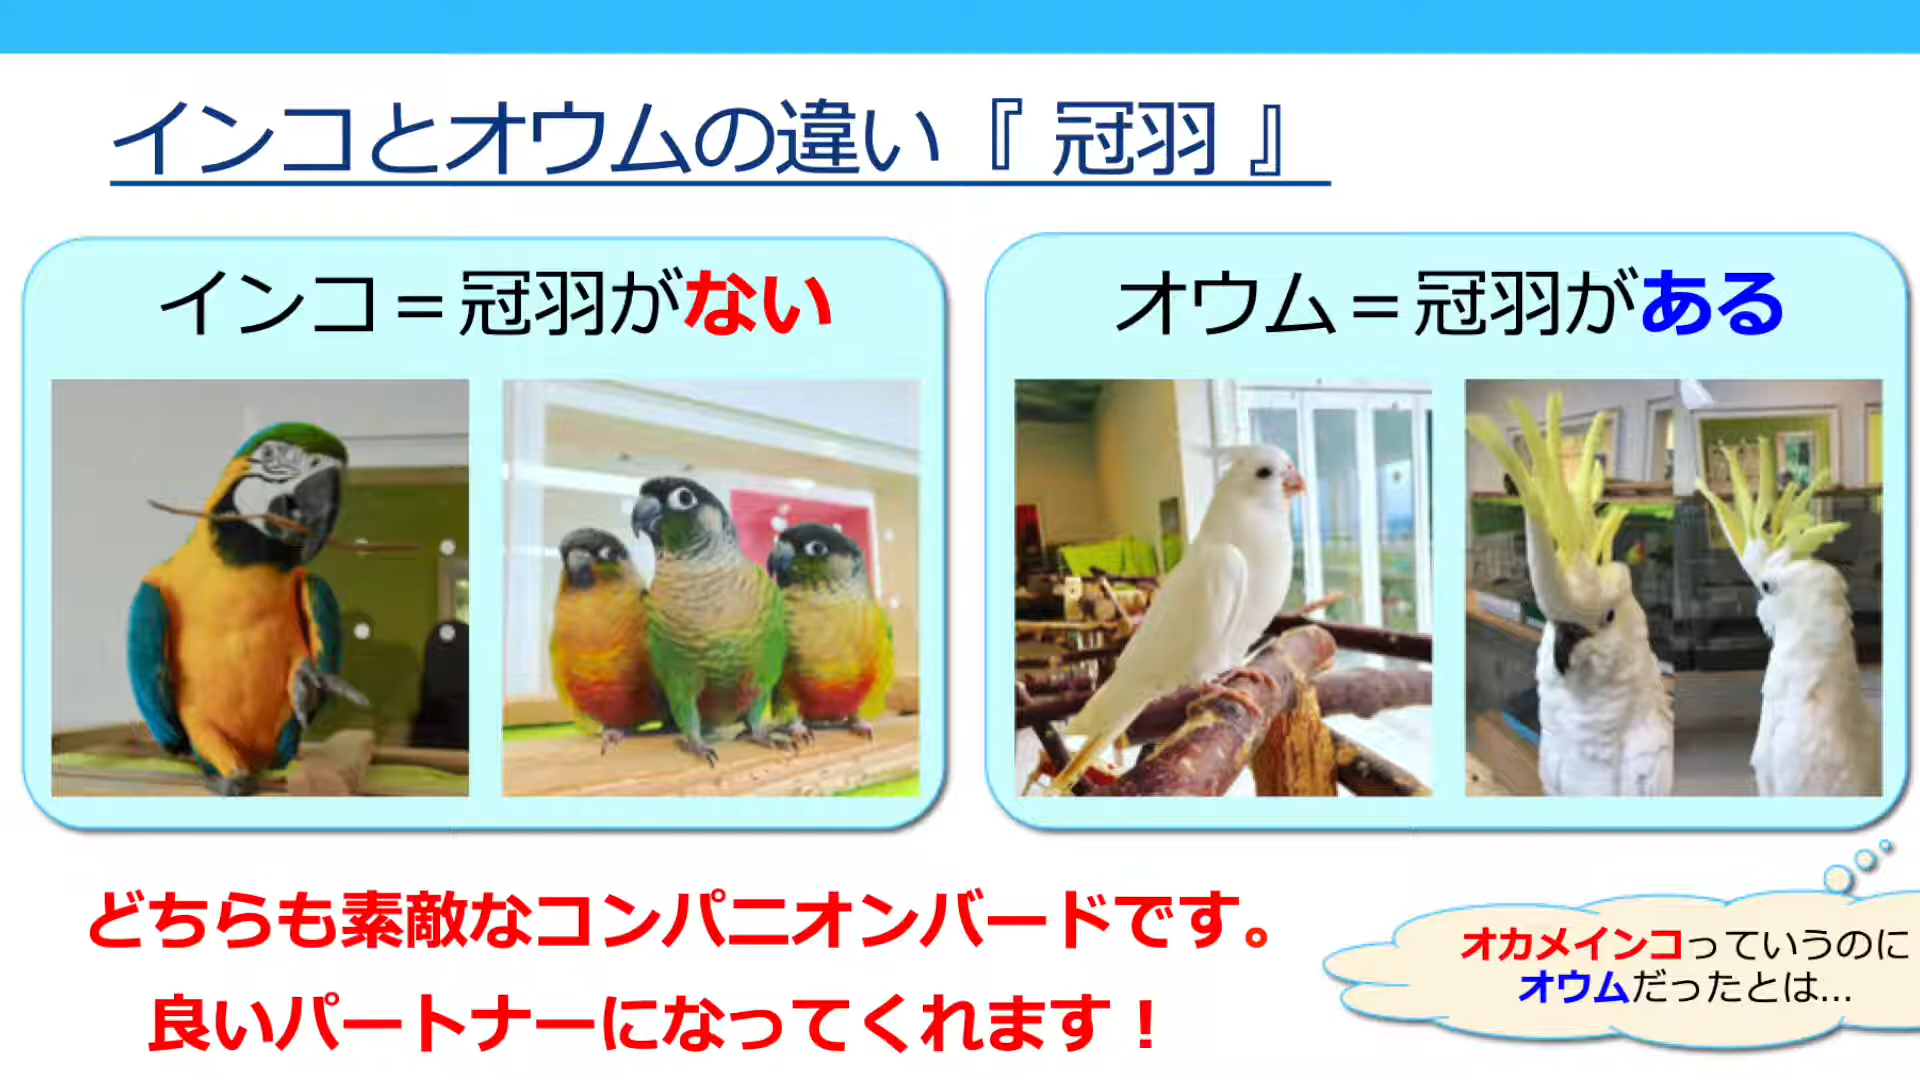 インコとオウムの違い『 冠羽 』
インコ＝冠羽がない
オウム＝冠羽がある
どちらも素敵なコンパニオンバードです。
良いパートナーになってくれます！
オカメインコっていうのに
オウムだったとは…